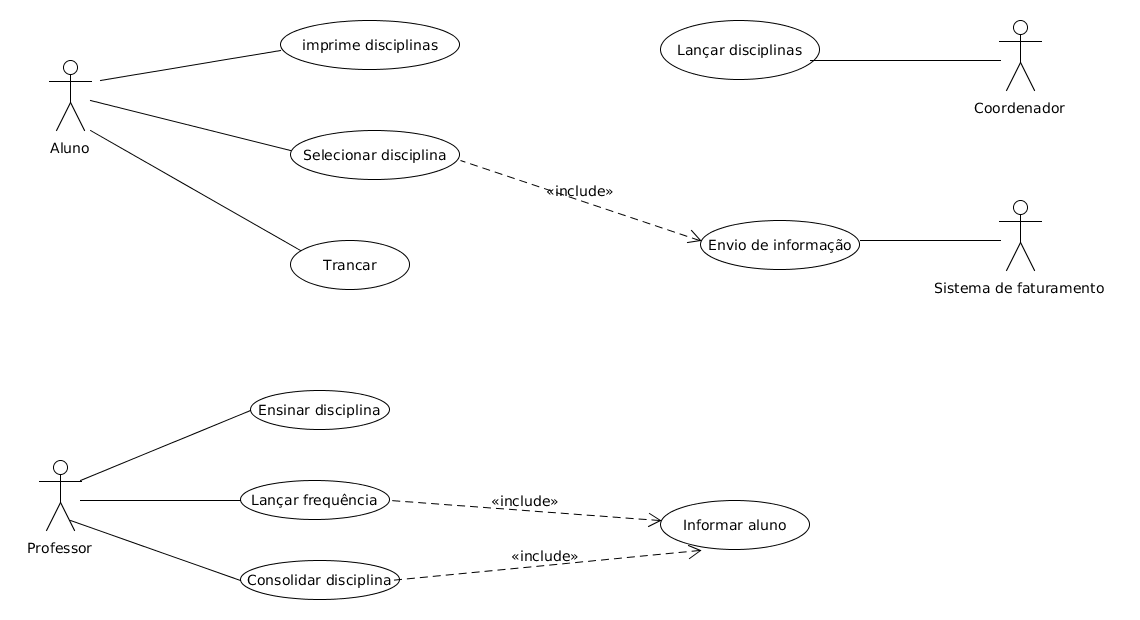 imprime disciplinas
Lançar disciplinas
Coordenador
Aluno
Selecionar disciplina
«include»
Envio de informação
Trancar
Sistema de faturamento
Ensinar disciplina
Lançar frequência
«include»
Informar aluno
Professor
«include»
Consolidar disciplina